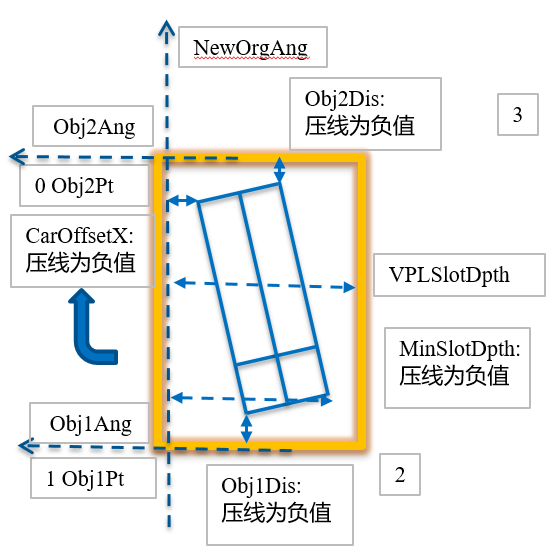 NewOrgAng
Obj2Dis:
压线为负值
3
Obj2Ang
0 Obj2Pt
CarOffsetX:
压线为负值
VPLSlotDpth
MinSlotDpth:
压线为负值
Obj1Ang
1 Obj1Pt
Obj1Dis:
压线为负值
2